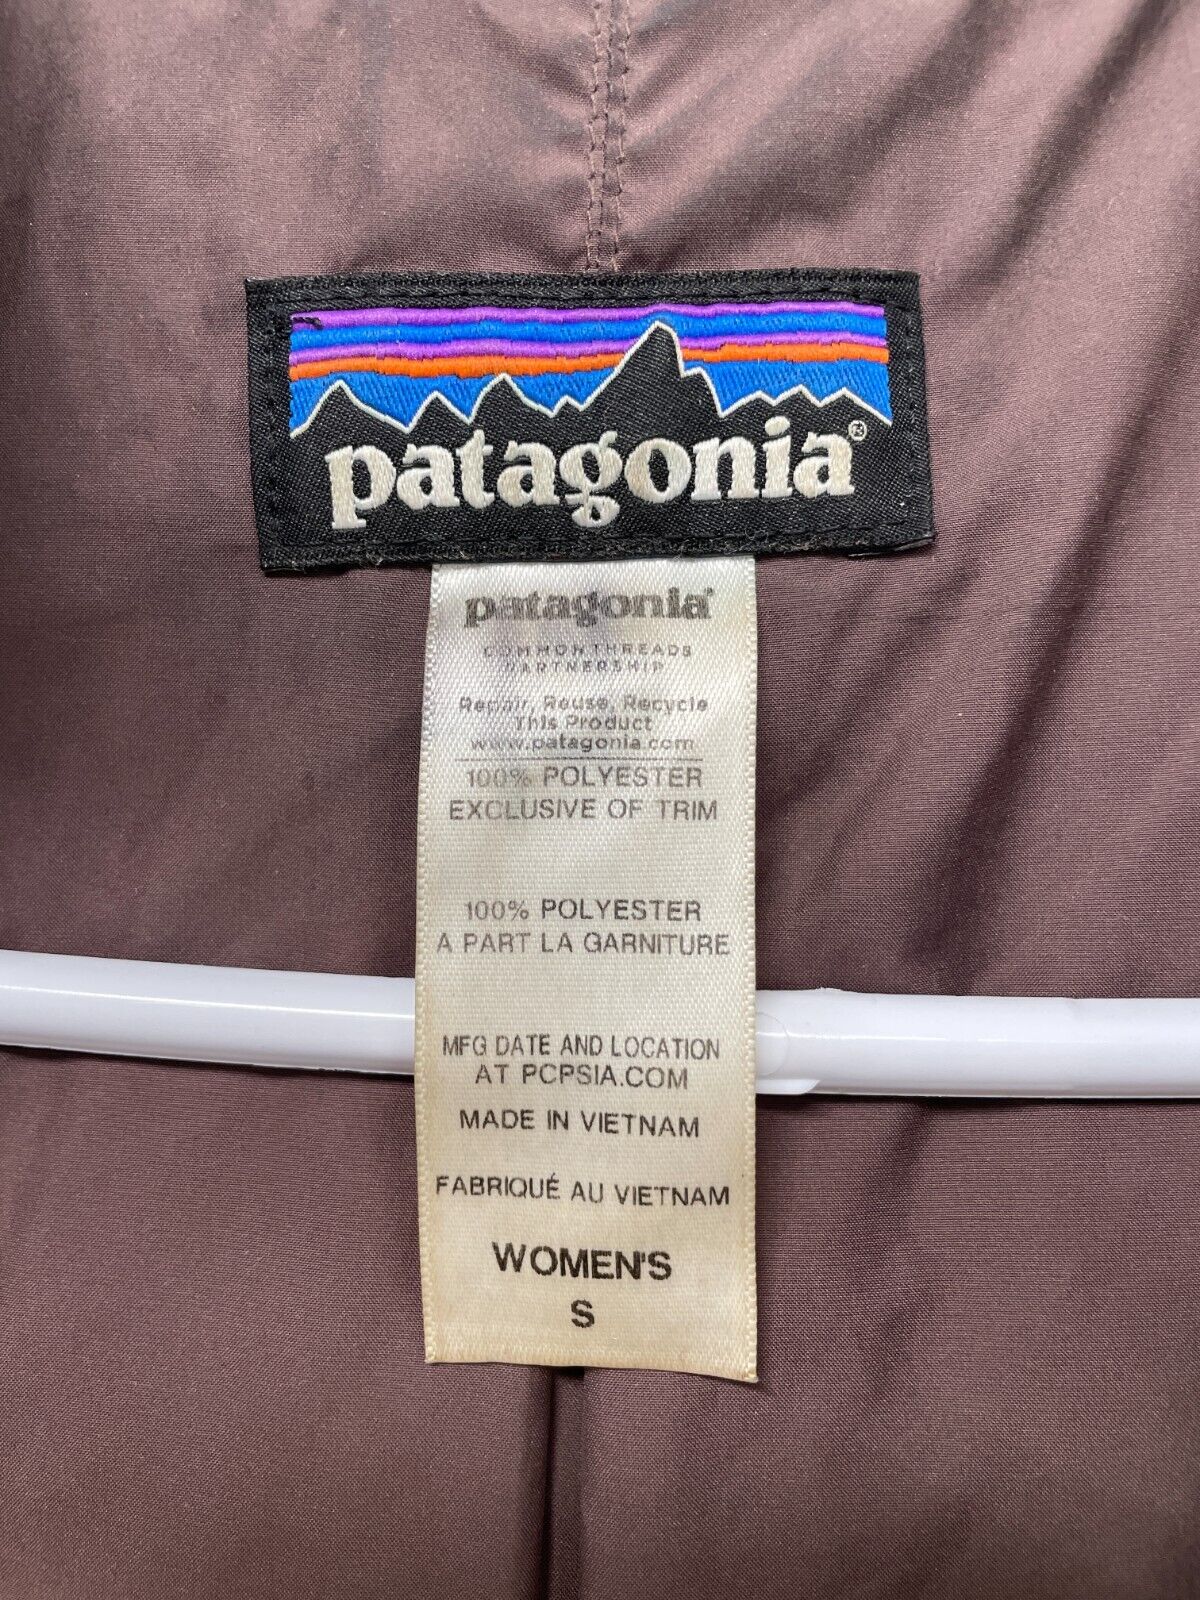 patagonia®
patagonia®
COMMON THREADS
PARTNERSHIP
Repair, Reuse, Recycle
This Product
www.patagonia.com
100% POLYESTER
EXCLUSIVE OF TRIM
100% POLYESTER
A PART LA GARNITURE
MFG DATE AND LOCATION
AT PCPSIA.COM
MADE IN VIETNAM
FABRIQUÉ AU VIETNAM
WOMEN'S
S